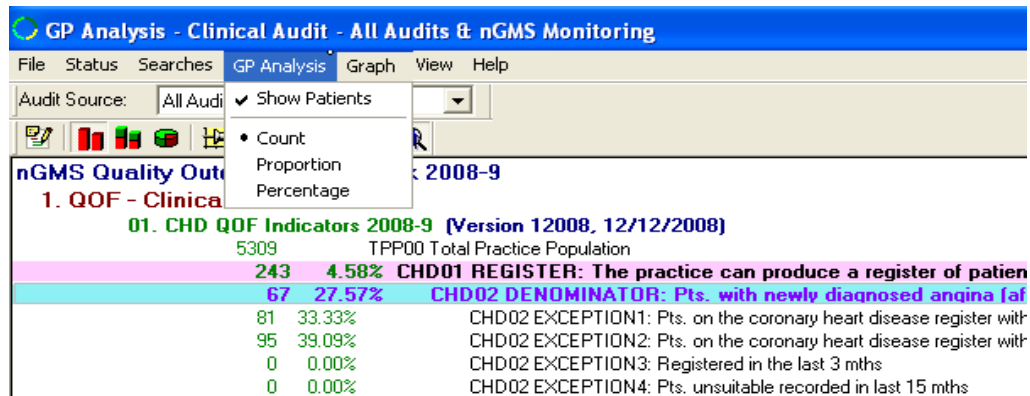 GP Analysis - Clinical Audit - All Audits & nGMS Monitoring
File Status Searches GP Analysis Graph View Help
Audit Source: All Audi
Show Patients
Count
Proportion
Percentage
nGMS Quality Out 2008-9
1. QOF - Clinica
01. CHD QOF Indicators 2008-9 (Version 12008, 12/12/2008)
5309 TPP00 Total Practice Population
243 4.58% CHD01 REGISTER: The practice can produce a register of patien
67 27.57% CHD02 DENOMINATOR: Pts. with newly diagnosed angina (af
81 33.33% CHD02 EXCEPTION1: Pts. on the coronary heart disease register with
95 39.09% CHD02 EXCEPTION2: Pts. on the coronary heart disease register with
0 0.00% CHD02 EXCEPTION3: Registered in the last 3 mths
0 0.00% CHD02 EXCEPTION4: Pts. unsuitable recorded in last 15 mths